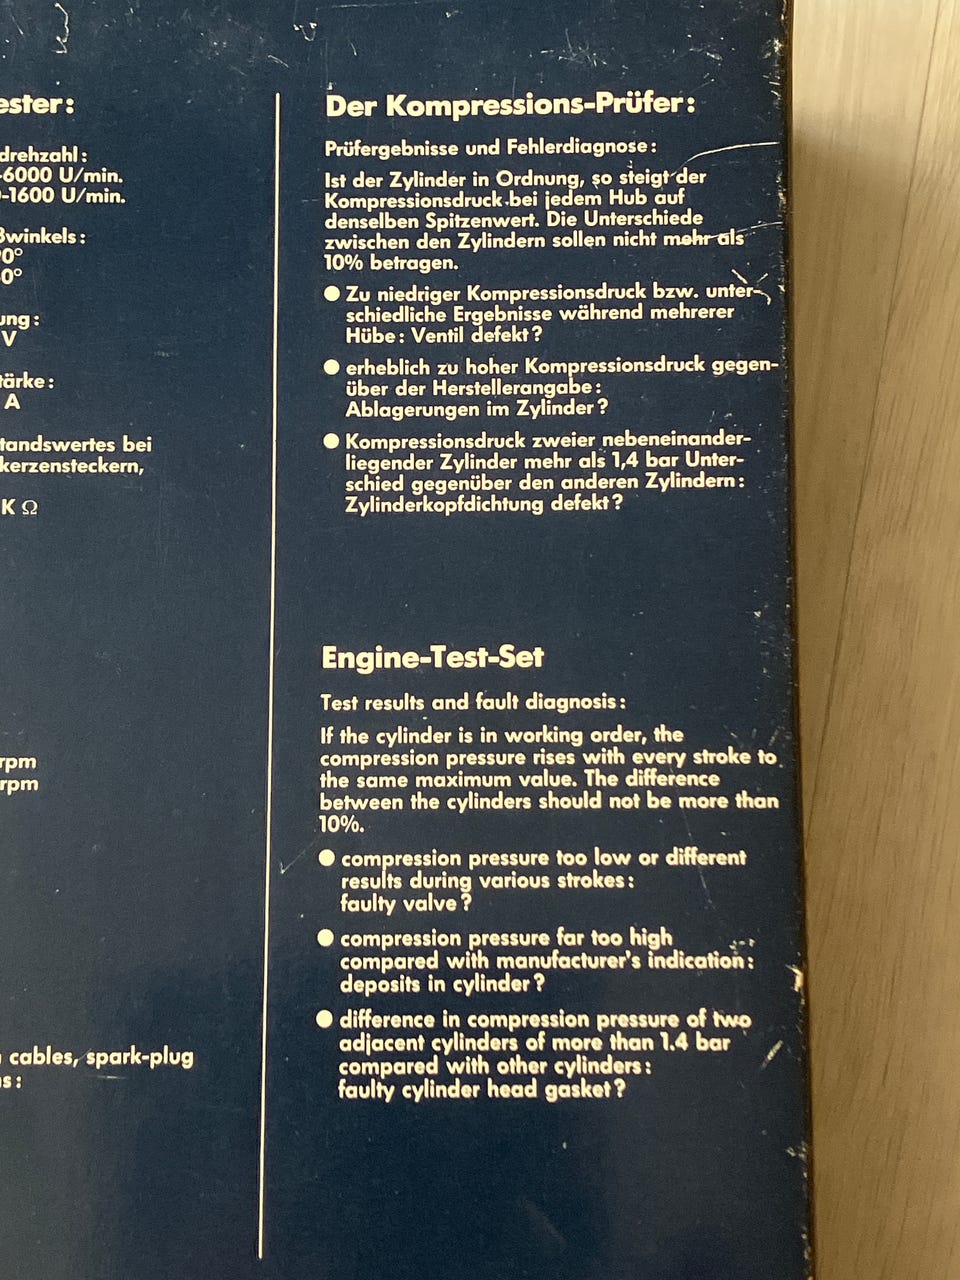 ester:
drehzahl:
-6000 U/min.
-1600 U/min.
ßwinkels:
0°
0°
ung:
V
tärke:
A
tandswertes bei
kerzensteckern,
K Ω
rpm
rpm
cables, spark-plug
s:
Der Kompressions-Prüfer:
Prüfergebnisse und Fehlerdiagnose:
Ist der Zylinder in Ordnung, so steigt der
Kompressionsdruck bei jedem Hub auf
denselben Spitzenwert. Die Unterschiede
zwischen den Zylindern sollen nicht mehr als
10% betragen.
● Zu niedriger Kompressionsdruck bzw. unter-
schiedliche Ergebnisse während mehrerer
Hübe: Ventil defekt?
● erheblich zu hoher Kompressionsdruck gegen-
über der Herstellerangabe:
Ablagerungen im Zylinder?
● Kompressionsdruck zweier nebeneinander-
liegender Zylinder mehr als 1,4 bar Unter-
schied gegenüber den anderen Zylindern:
Zylinderkopfdichtung defekt?
Engine-Test-Set
Test results and fault diagnosis:
If the cylinder is in working order, the
compression pressure rises with every stroke to
the same maximum value. The difference
between the cylinders should not be more than
10%.
● compression pressure too low or different
results during various strokes:
faulty valve?
● compression pressure far too high
compared with manufacturer's indication:
deposits in cylinder?
● difference in compression pressure of two
adjacent cylinders of more than 1.4 bar
compared with other cylinders:
faulty cylinder head gasket?